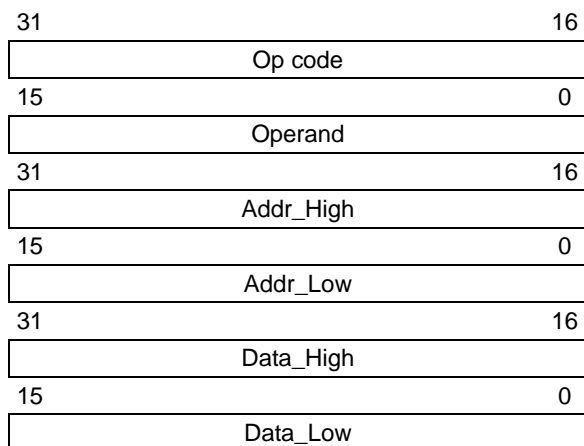 31 16
Op code
15 0
Operand
31 16
Addr_High
15 0
Addr_Low
31 16
Data_High
15 0
Data_Low